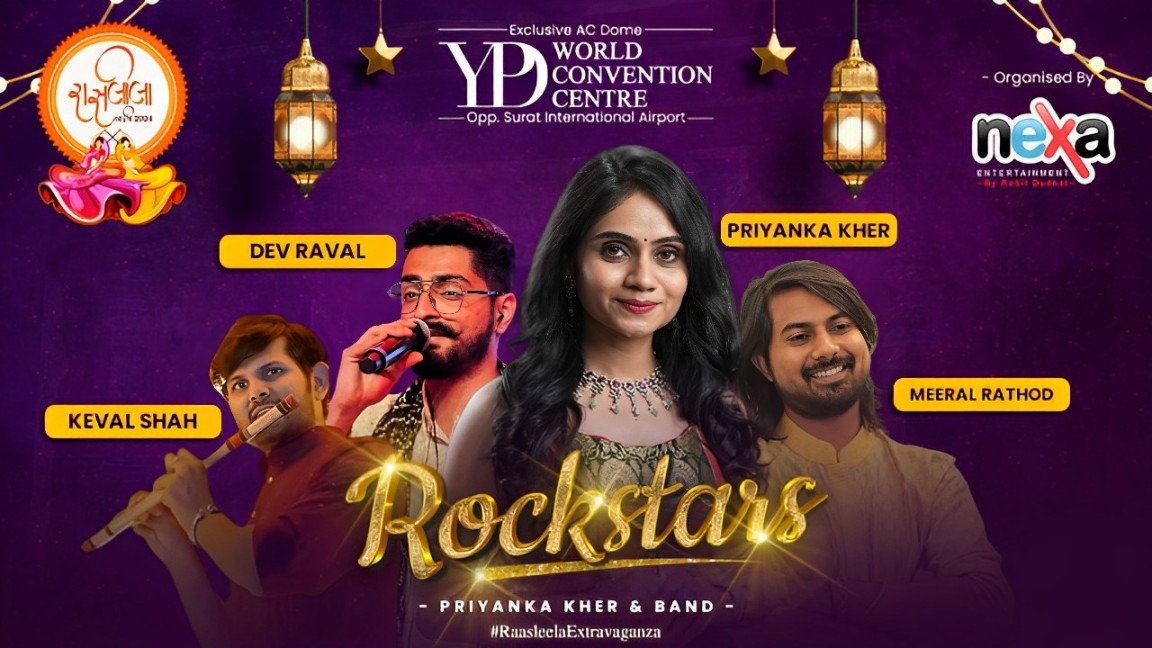 રાસલીલા
Exclusive AC Dome
YPD WORLD
CONVENTION
CENTRE
Opp. Surat International Airport
- Organised By
nexa
ENTERTAINMENT
PRIYANKA KHER
DEV RAVAL
MEERAL RATHOD
KEVAL SHAH
Rockstars
- PRIYANKA KHER & BAND -
#RaasleelaExtravaganza